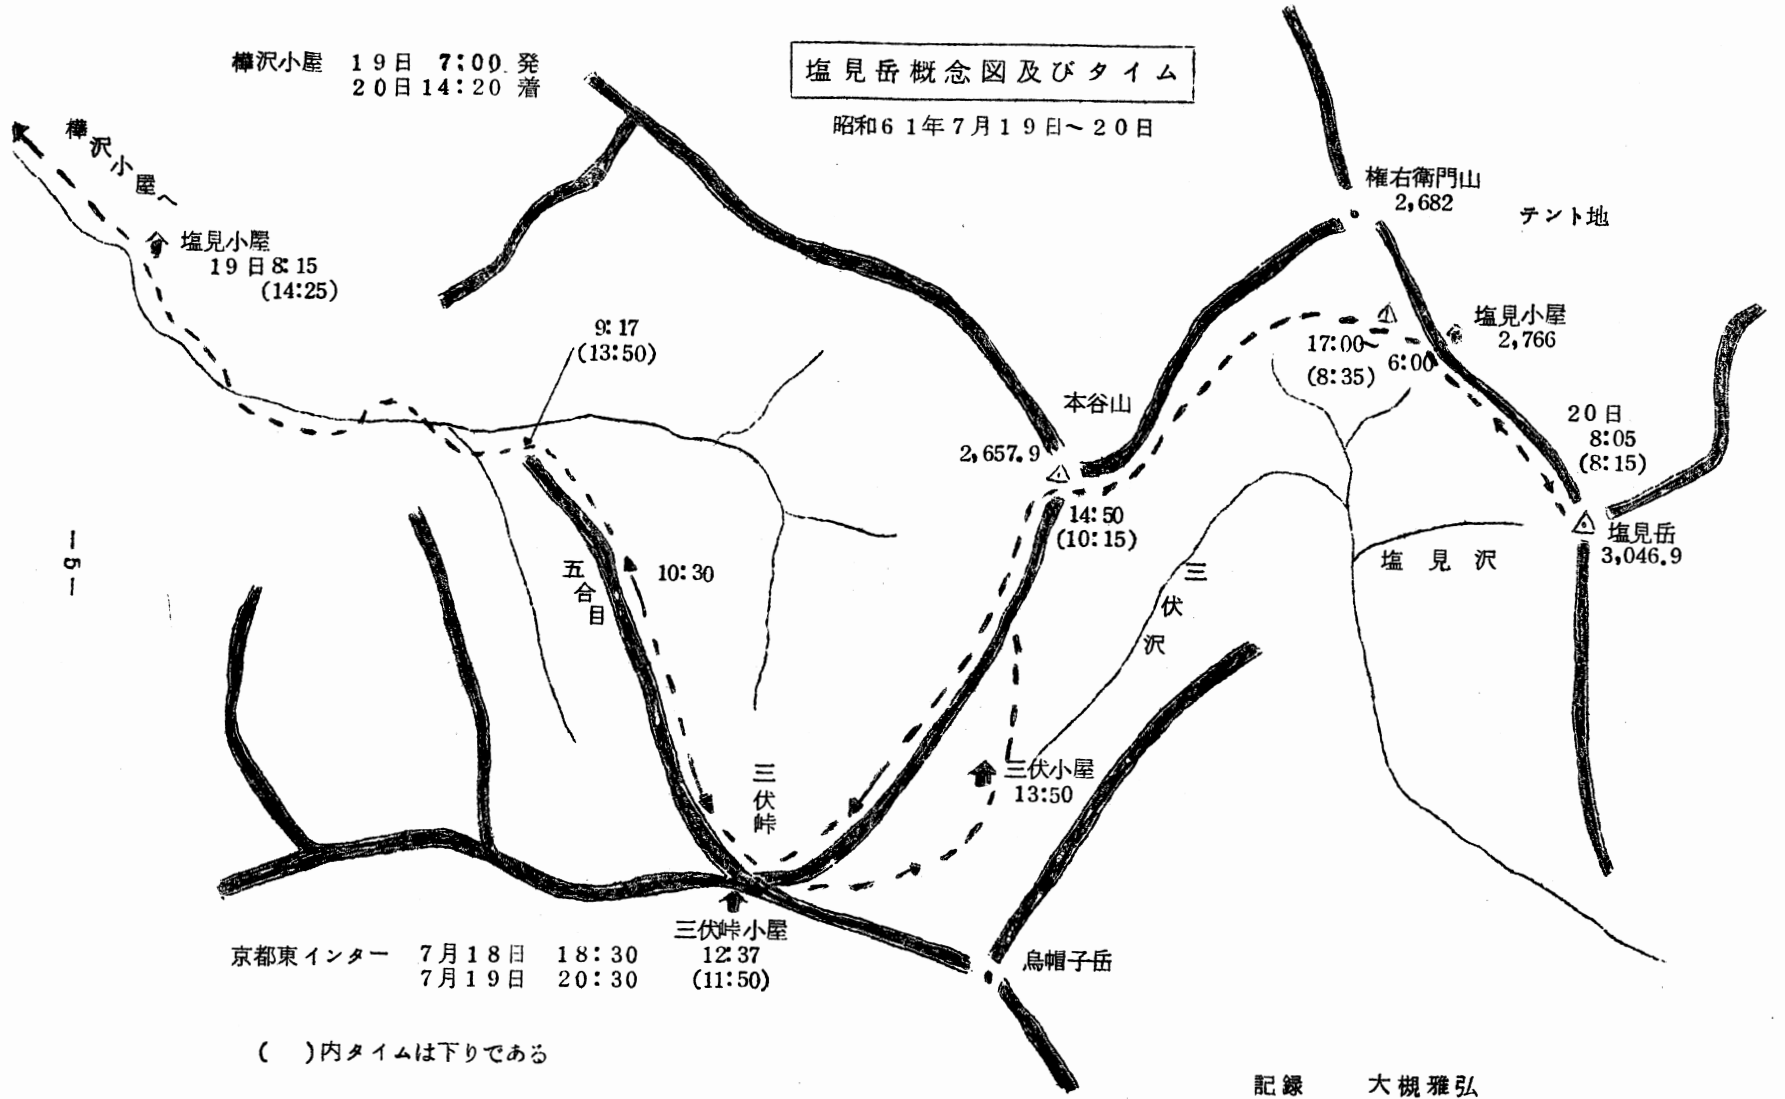 塩見岳概念図及びタイム
昭和61年7月19日～20日
樺沢小屋 19日 7:00 発
20日 14:20 着
樺沢小屋へ
塩見小屋
19日 8:15
(14:25)
9:17
(13:50)
五合目
10:30
三伏峠
三伏峠小屋
12:37
(11:50)
三伏小屋
13:50
本谷山
2,657.9
14:50
(10:15)
権右衛門山
2,682
テント地
塩見小屋
2,766
17:00～
6:00
(8:35)
20日
8:05
(8:15)
塩見岳
3,046.9
塩見沢
三伏沢
烏帽子岳
京都東インター 7月18日 18:30
7月19日 20:30
( )内タイムは下りである
記録 大槻雅弘
―5―